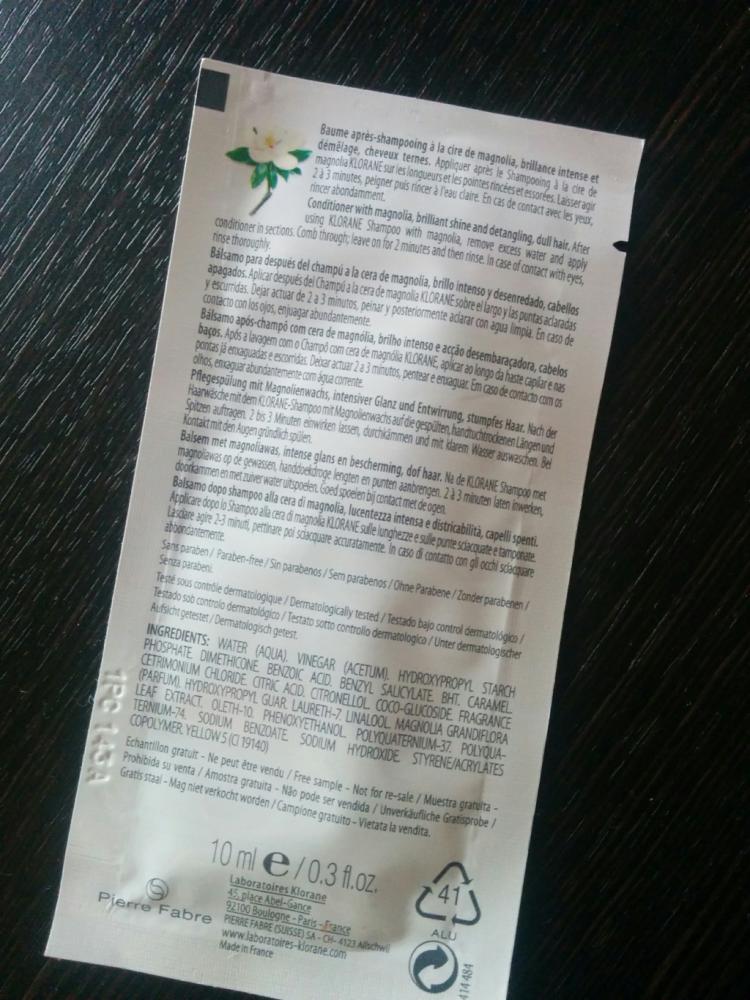 Baume après-shampooing à la cire de magnolia, brillance intense et
démêlage, cheveux ternes. Appliquer après le Shampooing à la cire de
magnolia KLORANE sur les longueurs et les pointes rincées et essorées. Laisser agir
2 à 3 minutes, peigner puis rincer à l'eau claire. En cas de contact avec les yeux,
rincer abondamment.
Conditioner with magnolia, brilliant shine and detangling, dull hair. After
using KLORANE Shampoo with magnolia, remove excess water and apply
conditioner in sections. Comb through; leave on for 2 minutes and then rinse. In case of contact with eyes,
rinse thoroughly.
Bálsamo para después del champú a la cera de magnolia, brillo intenso y desenredado, cabellos
apagados. Aplicar después del Champú a la cera de magnolia KLORANE sobre el largo y las puntas aclaradas
y escurridas. Dejar actuar de 2 a 3 minutos, peinar y posteriormente aclarar con agua limpia. En caso de
contacto con los ojos, enjuagar abundantemente.
Bálsamo após-champô com cera de magnólia, brilho intenso e acção desembaraçadora, cabelos
baços. Após a lavagem com o Champô com cera de magnólia KLORANE, aplicar ao longo da haste capilar e nas
pontas já enxaguadas e escorridas. Deixar actuar 2 a 3 minutos, pentear e enxaguar. Em caso de contacto com os
olhos, enxaguar abundantemente com água corrente.
Pflegespülung mit Magnolienwachs, intensiver Glanz und Entwirrung, stumpfes Haar. Nach der
Haarwäsche mit dem KLORANE-Shampoo mit Magnolienwachs auf die gespülten, handtuchtrockenen Längen und
Spitzen auftragen. 2 bis 3 Minuten einwirken lassen, durchkämmen und mit klarem Wasser auswaschen. Bei
Kontakt mit den Augen gründlich spülen.
Balsem met magnoliawas, intense glans en bescherming, dof haar. Na de KLORANE Shampoo met
magnoliawas op de gewassen, handdoekdroge lengten en punten aanbrengen. 2 à 3 minuten laten inwerken,
doorkammen en met zuiver water uitspoelen. Goed spoelen bij contact met de ogen.
Balsamo dopo shampoo alla cera di magnolia, lucentezza intensa e districabilità, capelli spenti.
Applicare dopo lo Shampoo alla cera di magnolia KLORANE sulle lunghezze e sulle punte sciacquate e tamponate.
Lasciare agire 2-3 minuti, pettinare poi sciacquare accuratamente. In caso di contatto con gli occhi sciacquare
abbondantemente.
Sans paraben / Paraben-free / Sin parabenos / Sem parabenos / Ohne Parabene / Zonder parabenen /
Senza parabeni.
Testé sous contrôle dermatologique / Dermatologically tested / Testado bajo control dermatológico /
Testado sob controlo dermatológico / Testato sotto controllo dermatologico / Unter dermatologischer
Aufsicht getestet / Dermatologisch getest.
INGREDIENTS: WATER (AQUA). VINEGAR (ACETUM). HYDROXYPROPYL STARCH
PHOSPHATE. DIMETHICONE. BENZOIC ACID. BENZYL SALICYLATE. BHT. CARAMEL.
CETRIMONIUM CHLORIDE. CITRIC ACID. CITRONELLOL. COCO-GLUCOSIDE. FRAGRANCE
(PARFUM). HYDROXYPROPYL GUAR. LAURETH-7. LINALOOL. MAGNOLIA GRANDIFLORA
LEAF EXTRACT. OLETH-10. PHENOXYETHANOL. POLYQUATERNIUM-37. POLYQUA-
TERNIUM-74. SODIUM BENZOATE. SODIUM HYDROXIDE. STYRENE/ACRYLATES
COPOLYMER. YELLOW 5 (CI 19140)
Echantillon gratuit - Ne peut être vendu / Free sample - Not for re-sale / Muestra gratuita -
Prohibida su venta / Amostra gratuita - Não pode ser vendida / Unverkäufliche Gratisprobe /
Gratis staal - Mag niet verkocht worden / Campione gratuito - Vietata la vendita.
10 ml e / 0.3 fl.oz.
Laboratoires Klorane
45, place Abel-Gance
92100 Boulogne - Paris - France
PIERRE FABRE (SUISSE) SA - CH- 4123 Allschwil
www.laboratoires-klorane.com
Made in France
Pierre Fabre
41
ALU
414484